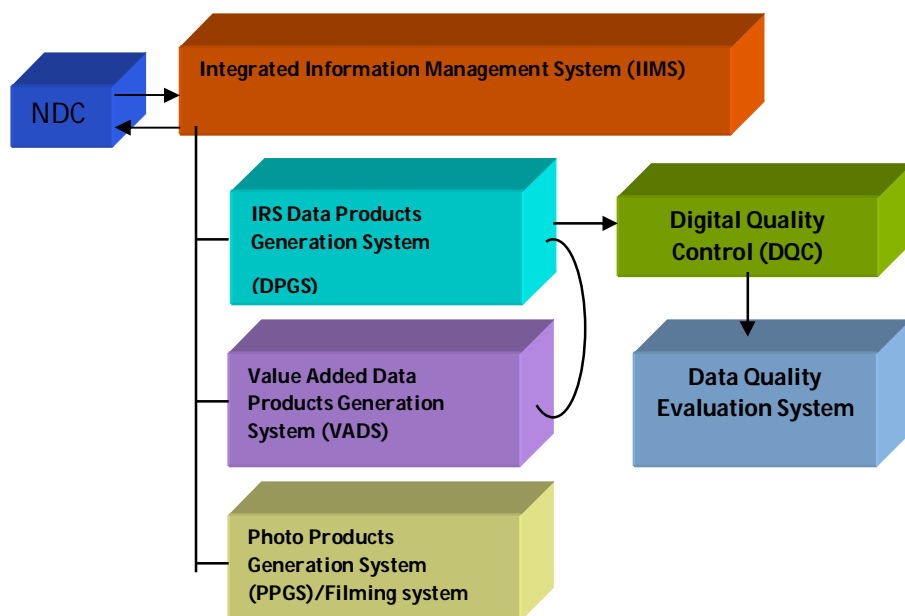 Integrated Information Management System (IIMS)
NDC
IRS Data Products
Generation System
(DPGS)
Digital Quality
Control (DQC)
Value Added Data
Products Generation
System (VADS)
Data Quality
Evaluation System
Photo Products
Generation System
(PPGS)/Filming system